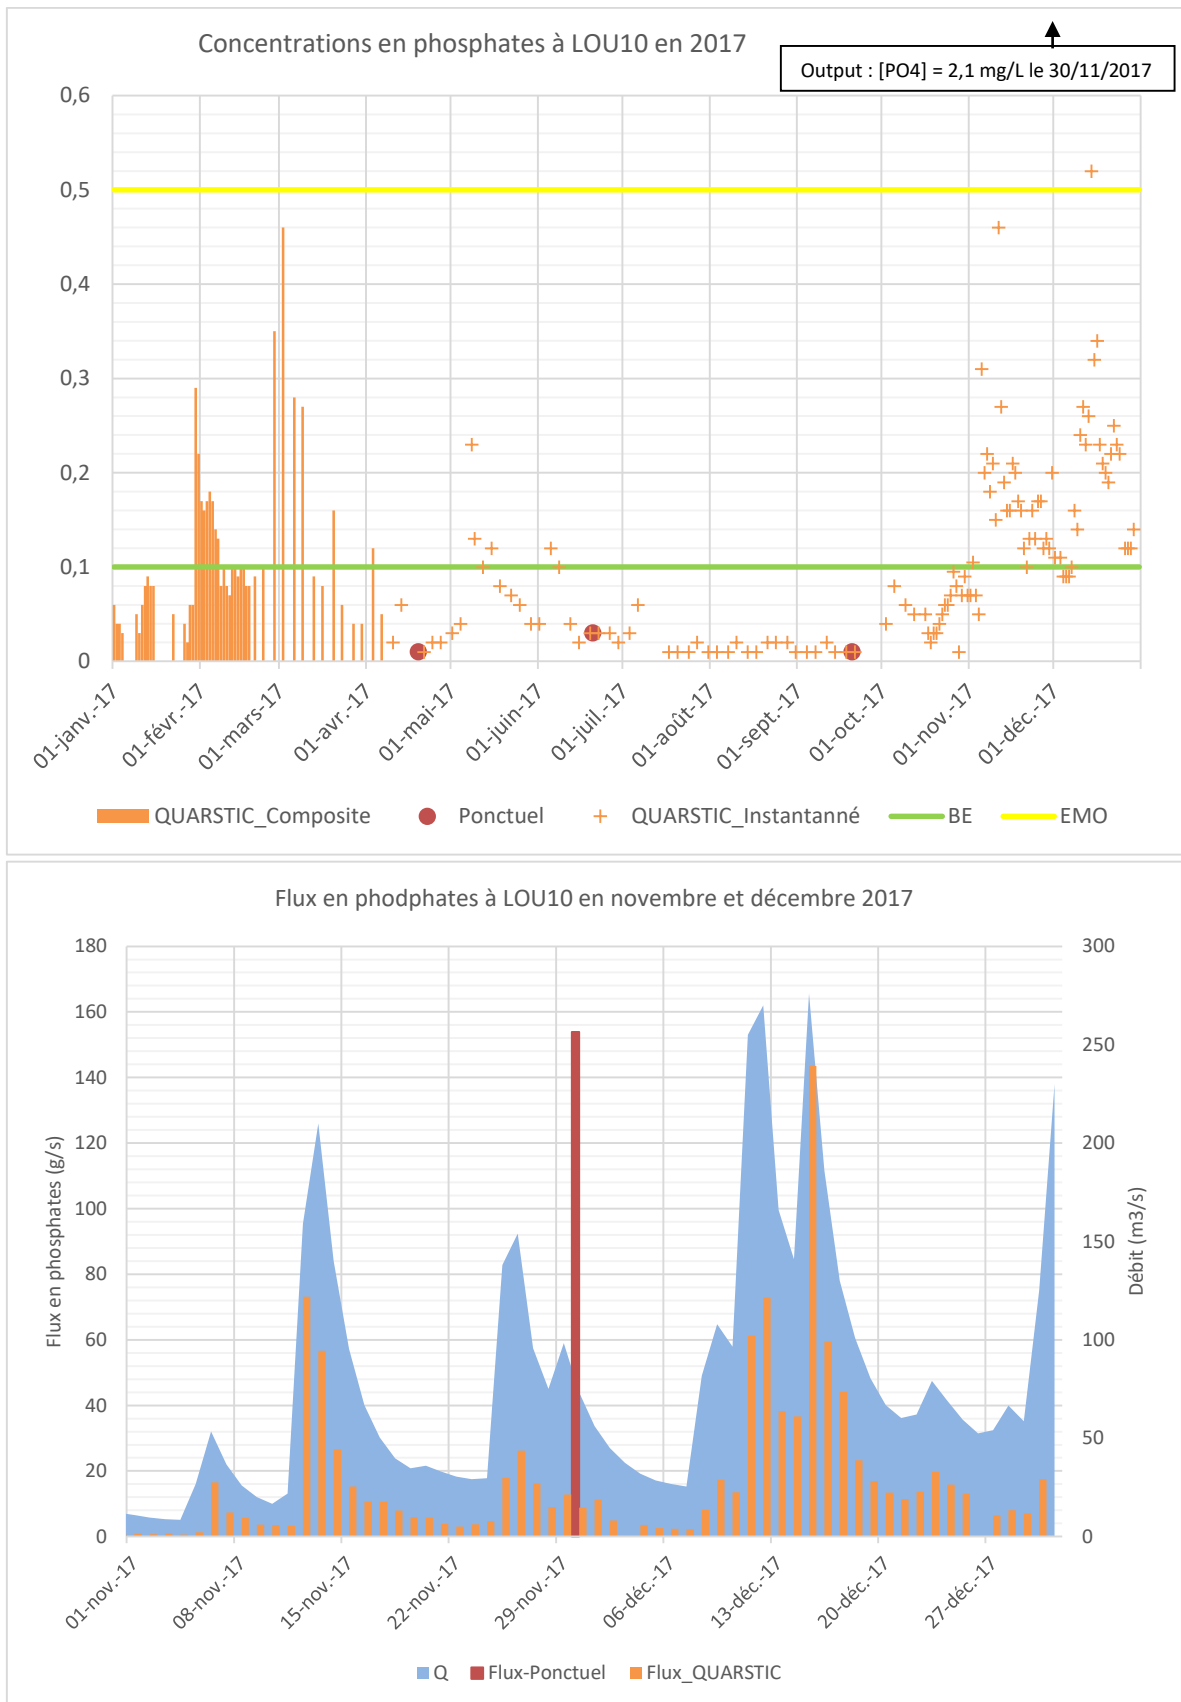 Concentrations en phosphates à LOU10 en 2017
Output : [PO4] = 2,1 mg/L le 30/11/2017
0,6
0,5
0,4
0,3
0,2
0,1
0
01-janv.-17
01-févr.-17
01-mars-17
01-avr.-17
01-mai-17
01-juin-17
01-juil.-17
01-août-17
01-sept.-17
01-oct.-17
01-nov.-17
01-déc.-17
QUARSTIC_Composite
Ponctuel
QUARSTIC_Instantanné
BE
EMO
Flux en phodphates à LOU10 en novembre et décembre 2017
Flux en phosphates (g/s)
180
160
140
120
100
80
60
40
20
0
300
250
200
150
100
50
0
Débit (m3/s)
01-nov.-17
08-nov.-17
15-nov.-17
22-nov.-17
29-nov.-17
06-déc.-17
13-déc.-17
20-déc.-17
27-déc.-17
Q
Flux-Ponctuel
Flux_QUARSTIC